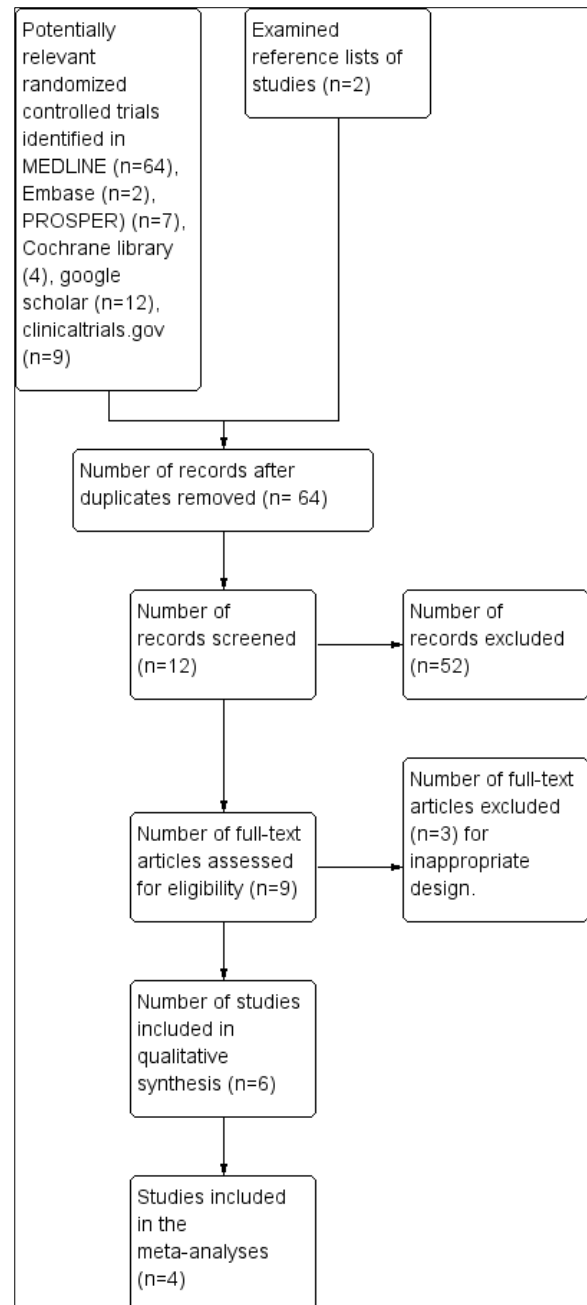 Potentially
relevant
randomized
controlled trials
identified in
MEDLINE (n=64),
Embase (n=2),
PROSPER) (n=7),
Cochrane library
(4), google
scholar (n=12),
clinicaltrials.gov
(n=9)
Examined
reference lists of
studies (n=2)
Number of records after
duplicates removed (n= 64)
Number of
records screened
(n=12)
Number of
records excluded
(n=52)
Number of full-text
articles assessed
for eligibility (n=9)
Number of full-text
articles excluded
(n=3) for
inappropriate
design.
Number of studies
included in
qualitative
synthesis (n=6)
Studies included
in the
meta-analyses
(n=4)